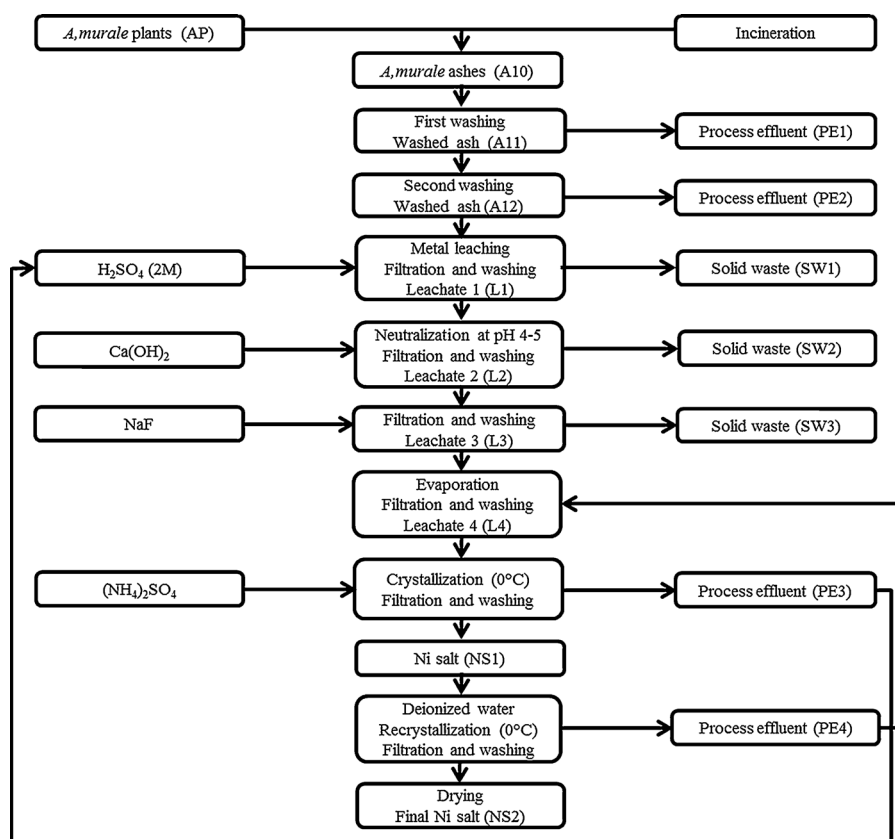 A,murale plants (AP)
Incineration
A,murale ashes (A10)
First washing
Washed ash (A11)
Process effluent (PE1)
Second washing
Washed ash (A12)
Process effluent (PE2)
H₂SO₄ (2M)
Metal leaching
Filtration and washing
Leachate 1 (L1)
Solid waste (SW1)
Ca(OH)₂
Neutralization at pH 4-5
Filtration and washing
Leachate 2 (L2)
Solid waste (SW2)
NaF
Filtration and washing
Leachate 3 (L3)
Solid waste (SW3)
Evaporation
Filtration and washing
Leachate 4 (L4)
(NH₄)₂SO₄
Crystallization (0°C)
Filtration and washing
Process effluent (PE3)
Ni salt (NS1)
Deionized water
Recrystallization (0°C)
Filtration and washing
Process effluent (PE4)
Drying
Final Ni salt (NS2)